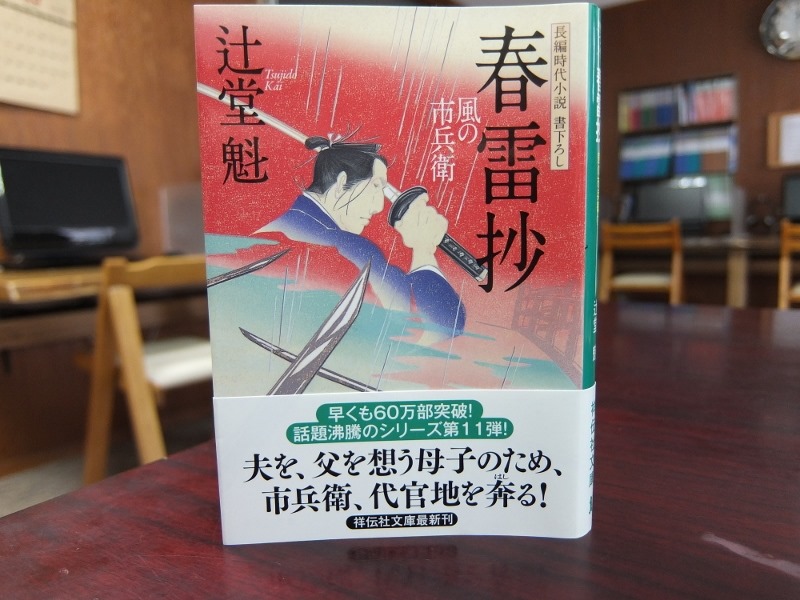 長編時代小説 書下ろし
春雷抄
風の
市兵衛
辻堂魁
Tsujido
Kai
早くも60万部突破!
話題沸騰のシリーズ第11弾!
夫を、父を想う母子のため、
市兵衛、代官地を奔る!
はし
祥伝社文庫最新刊